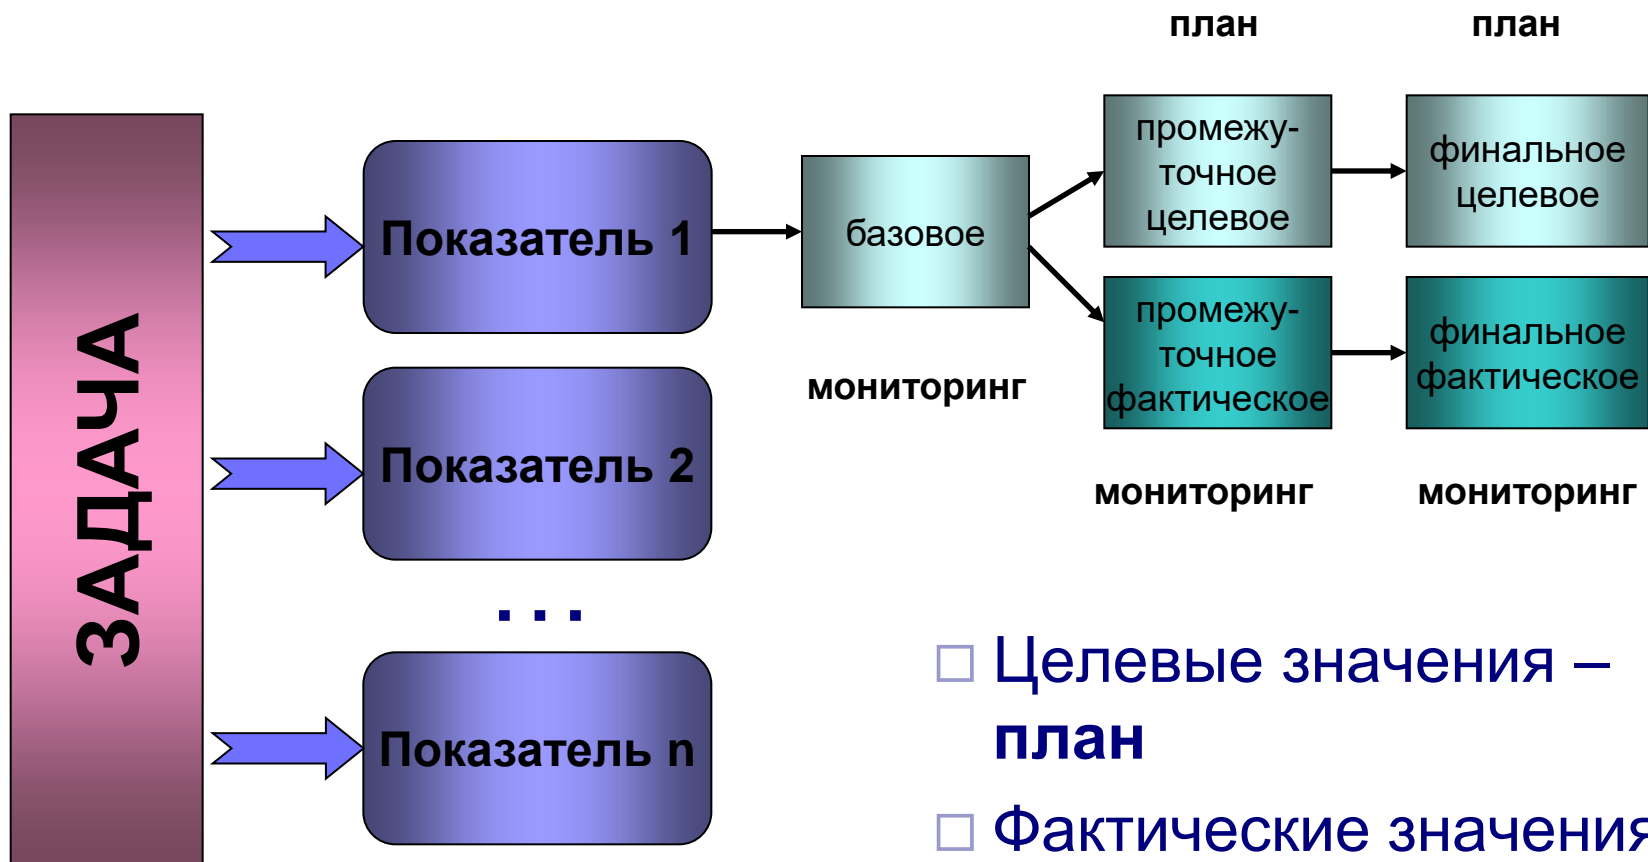 план
план
ЗАДАЧА
Показатель 1
базовое
промежу-
точное
целевое
финальное
целевое
промежу-
точное
фактическое
финальное
фактическое
мониторинг
мониторинг
мониторинг
Показатель 2
. . .
Показатель n
Целевые значения –
план
Фактические значения